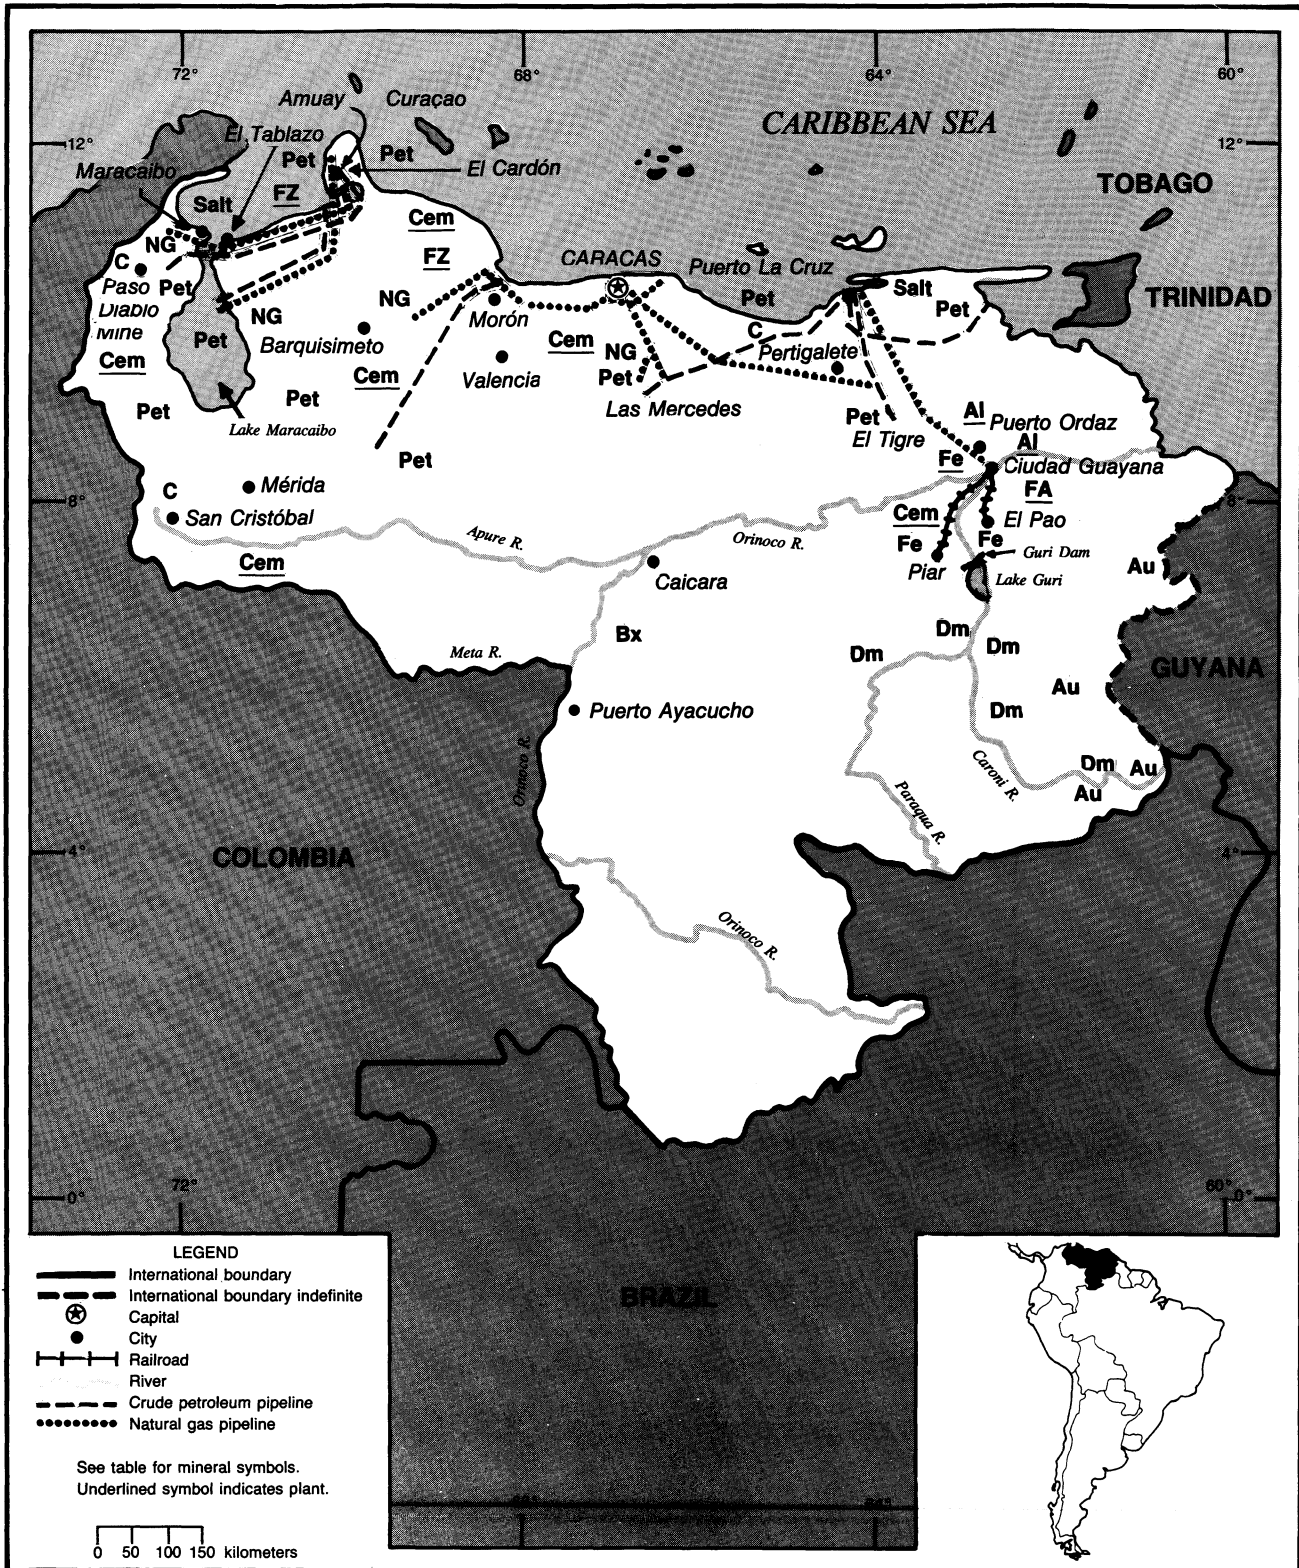 72°
68°
64°
60°
Amuay
Curaçao
CARIBBEAN SEA
12°
El Tablazo
12°
Pet
Pet
El Cardón
Maracaibo
TOBAGO
FZ
Salt
Cem
NG
FZ
CARACAS
Puerto La Cruz
C
Paso
Diablo
Mine
Pet
NG
Pet
Salt
Pet
TRINIDAD
NG
Morón
C
Pet
Barquisimeto
Cem
NG
Pertigalete
Cem
Cem
Valencia
Pet
Pet
Pet
Las Mercedes
Lake Maracaibo
Pet
El Tigre
Al
Puerto Ordaz
Al
Pet
Fe
Ciudad Guayana
C
Mérida
8°
FA
8°
San Cristóbal
Cem
El Pao
Apure R.
Orinoco R.
Fe
Fe
Guri Dam
Cem
Caicara
Piar
Lake Guri
Au
Bx
Dm
Dm
Dm
Meta R.
GUYANA
Au
Puerto Ayacucho
Dm
Orinoco R.
Caroni R.
Dm
Au
Au
Paraqua R.
COLOMBIA
4°
4°
Orinoco R.
0°
72°
60°
0°
LEGEND
International boundary
International boundary indefinite
Capital
City
Railroad
River
Crude petroleum pipeline
Natural gas pipeline
BRAZIL
See table for mineral symbols.
Underlined symbol indicates plant.
68°
64°
0 50 100 150 kilometers